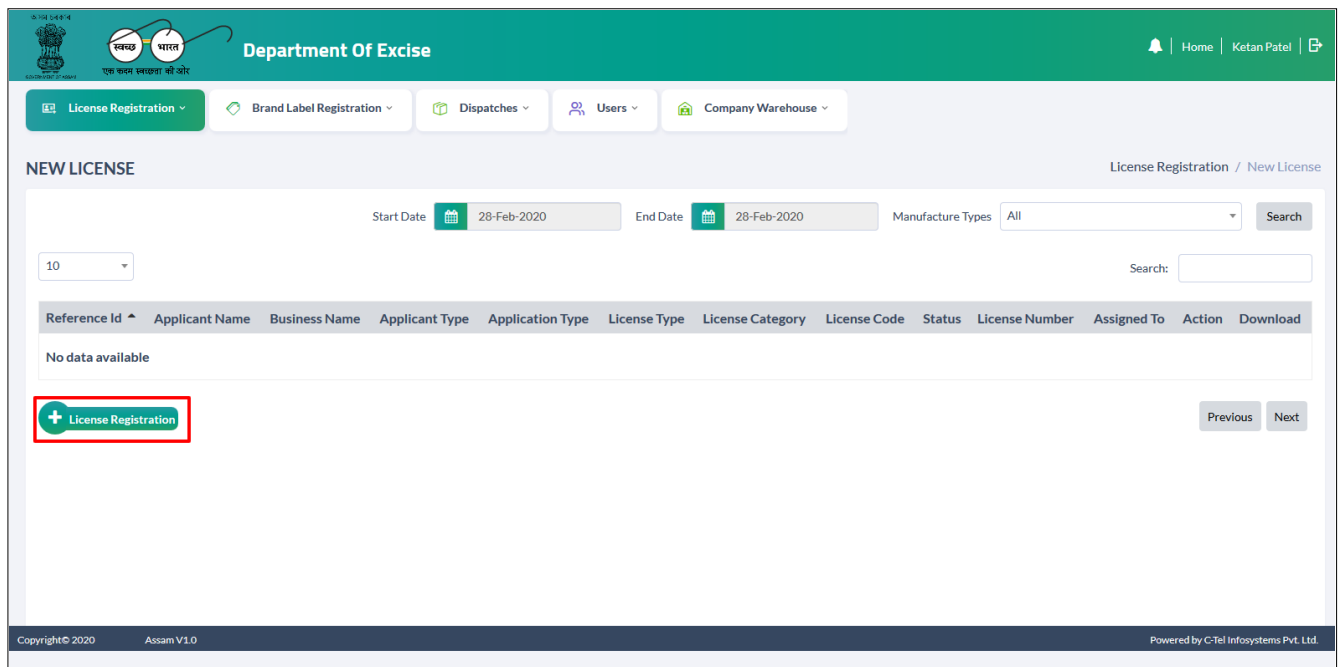 स्वच्छ भारत
एक कदम स्वच्छता की ओर
Department Of Excise
Home
Ketan Patel
License Registration
Brand Label Registration
Dispatches
Users
Company Warehouse
NEW LICENSE
License Registration / New License
Start Date 28-Feb-2020 End Date 28-Feb-2020 Manufacture Types All Search
10 Search:
Reference Id Applicant Name Business Name Applicant Type Application Type License Type License Category License Code Status License Number Assigned To Action Download
No data available
+ License Registration
Previous Next
Copyright© 2020 Assam V1.0 Powered by C-Tel Infosystems Pvt. Ltd.